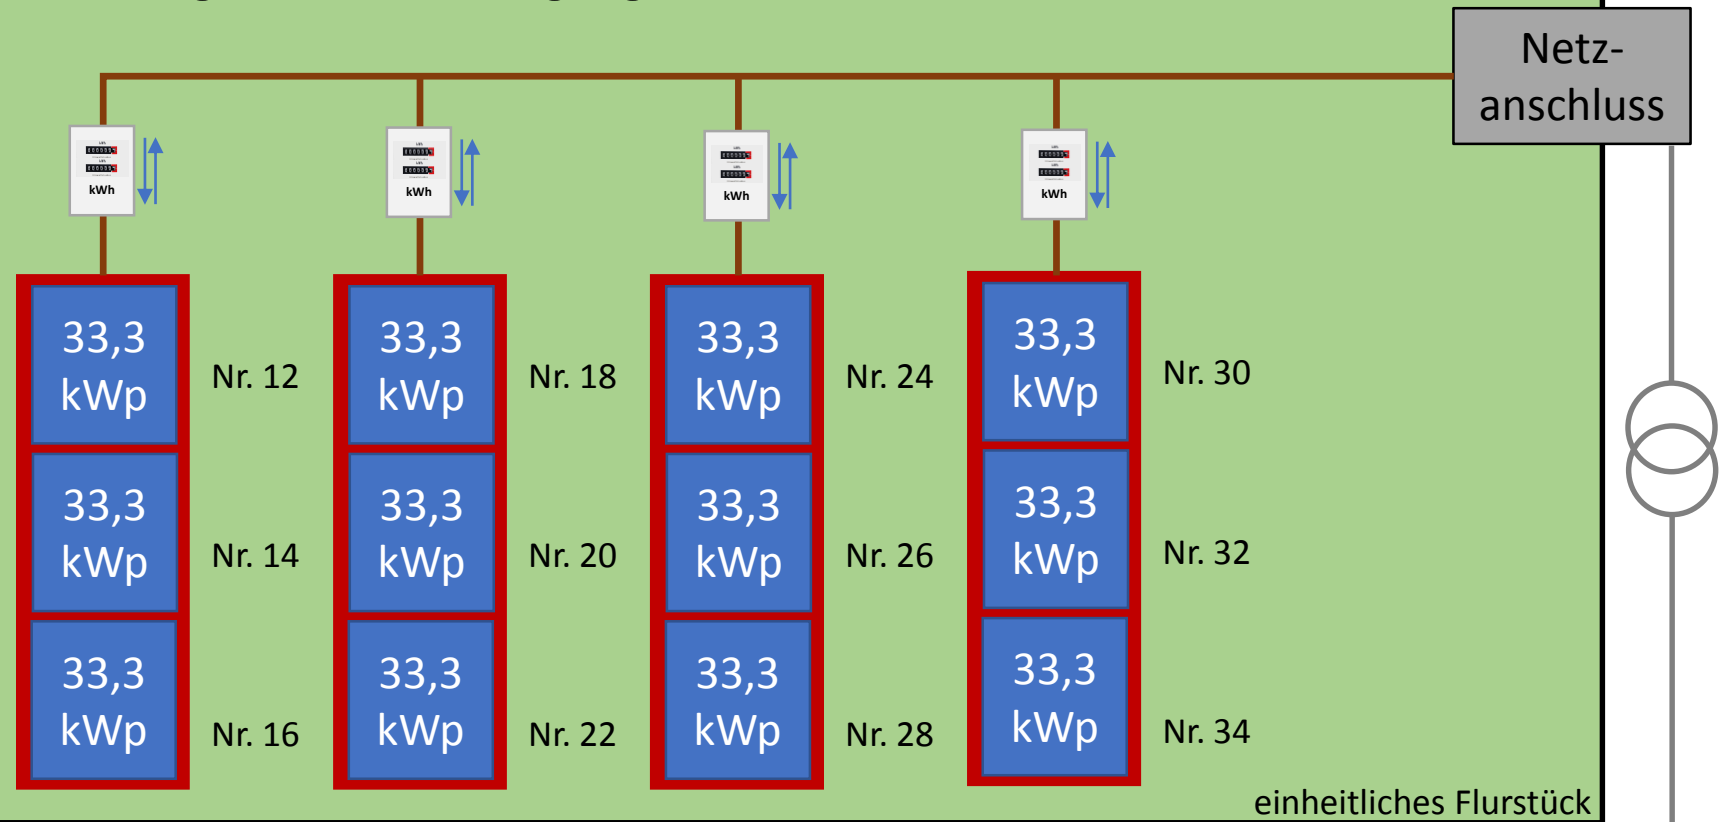 Netz-
anschluss
kWh
kWh
kWh
kWh
33,3
kWp
Nr. 12
33,3
kWp
Nr. 18
33,3
kWp
Nr. 24
33,3
kWp
Nr. 30
33,3
kWp
Nr. 14
33,3
kWp
Nr. 20
33,3
kWp
Nr. 26
33,3
kWp
Nr. 32
33,3
kWp
Nr. 16
33,3
kWp
Nr. 22
33,3
kWp
Nr. 28
33,3
kWp
Nr. 34
einheitliches Flurstück